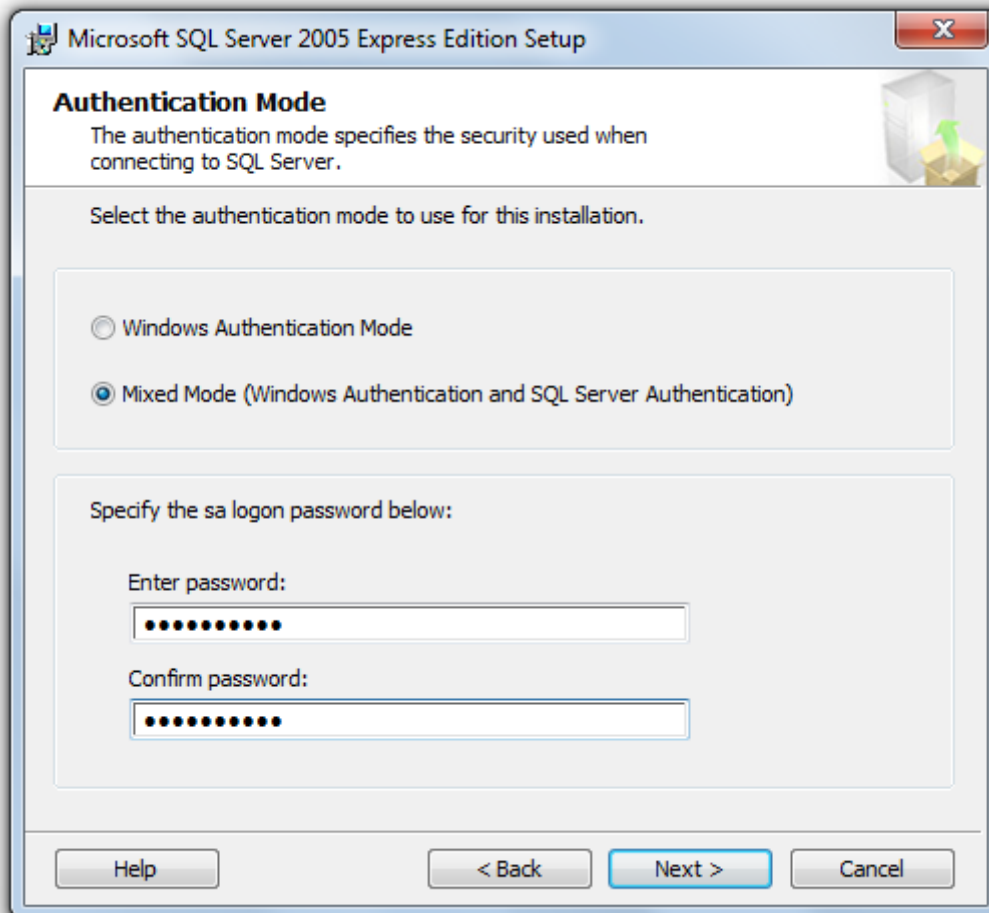 Microsoft SQL Server 2005 Express Edition Setup
Authentication Mode
The authentication mode specifies the security used when
connecting to SQL Server.
Select the authentication mode to use for this installation.
Windows Authentication Mode
Mixed Mode (Windows Authentication and SQL Server Authentication)
Specify the sa logon password below:
Enter password:
●●●●●●●●●●
Confirm password:
●●●●●●●●●●
Help < Back Next > Cancel